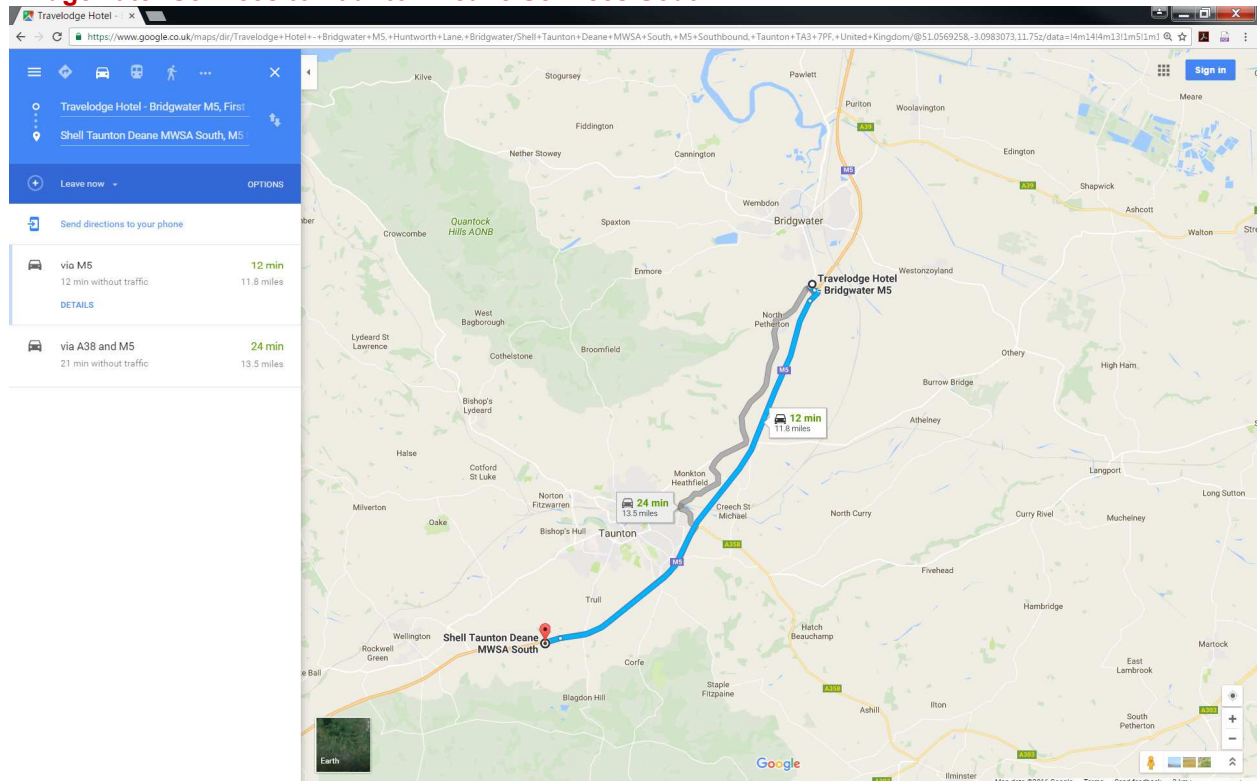 Travelodge Hotel -
https://www.google.co.uk/maps/dir/Travelodge+Hotel+-+Bridgwater+M5,+Huntworth+Lane,+Bridgwater/Shell+Taunton+Deane+MWSA+South,+M5+Southbound,+Taunton+TA3+7PF,+United+Kingdom/@51.0569258,-3.0983073,11.75z/data=!4m14!4m13!1m5!1m1
Sign in
Travelodge Hotel - Bridgwater M5, First
Shell Taunton Deane MWSA South, M5
Leave now
OPTIONS
Send directions to your phone
via M5
12 min
12 min without traffic
11.8 miles
DETAILS
via A38 and M5
24 min
21 min without traffic
13.5 miles
Kilve
Stogursey
Pawlett
Meare
Puriton
Woolavington
Fiddington
A39
Nether Stowey
Cannington
Edington
M5
A39
Shapwick
Wembdon
Ashcott
Quantock
Hills AONB
Spaxton
Bridgwater
Crowcombe
Walton
Enmore
Westonzoyland
Travelodge Hotel
- Bridgwater M5
West
Bagborough
North
Petherton
Lydeard St
Lawrence
Cothelstone
Broomfield
Othery
High Ham
M5
Burrow Bridge
Bishop's
Lydeard
12 min
11.8 miles
Athelney
Halse
Cotford
St Luke
Monkton
Heathfield
Langport
Norton
Fitzwarren
24 min
13.5 miles
Long Sutton
Milverton
Oake
Creech St
Michael
North Curry
Curry Rivel
Muchelney
Bishop's Hull
Taunton
A358
M5
Fivehead
Trull
Hambridge
Wellington
Shell Taunton Deane
MWSA South
Hatch
Beauchamp
Rockwell
Green
Martock
Corfe
East
Lambrook
e Ball
Staple
Fitzpaine
Blagdon Hill
A358
Ashill
Ilton
A303
South
Petherton
Earth
Google
A303
Ilminster